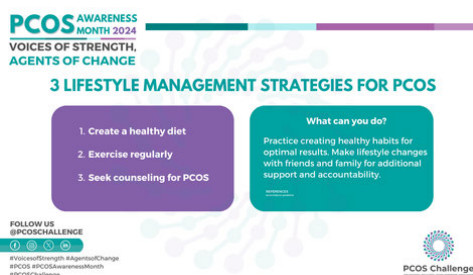 PCOS AWARENESS
MONTH 2024
VOICES OF STRENGTH,
AGENTS OF CHANGE
3 LIFESTYLE MANAGEMENT STRATEGIES FOR PCOS
1. Create a healthy diet
2. Exercise regularly
3. Seek counseling for PCOS
What can you do?
Practice creating healthy habits for
optimal results. Make lifestyle changes
with friends and family for additional
support and accountability.
REFERENCES
FOLLOW US
@PCOSCHALLENGE
#VoicesofStrength #AgentsofChange
#PCOS #PCOSAwarenessMonth
#PCOSChallenge
PCOS Challenge